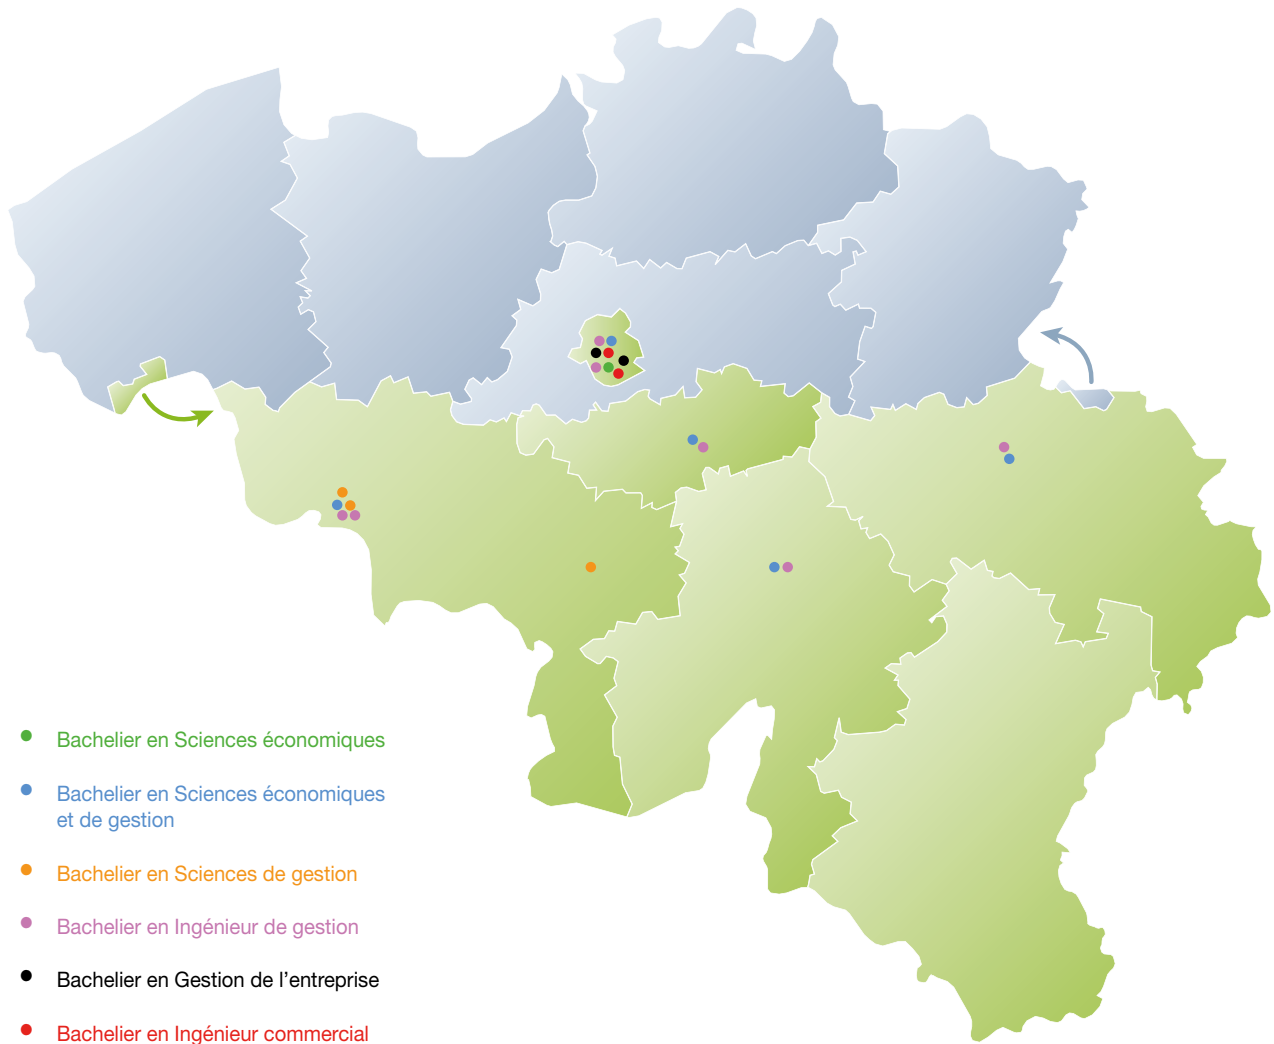 Bachelier en Sciences économiques
Bachelier en Sciences économiques
et de gestion
Bachelier en Sciences de gestion
Bachelier en Ingénieur de gestion
Bachelier en Gestion de l’entreprise
Bachelier en Ingénieur commercial